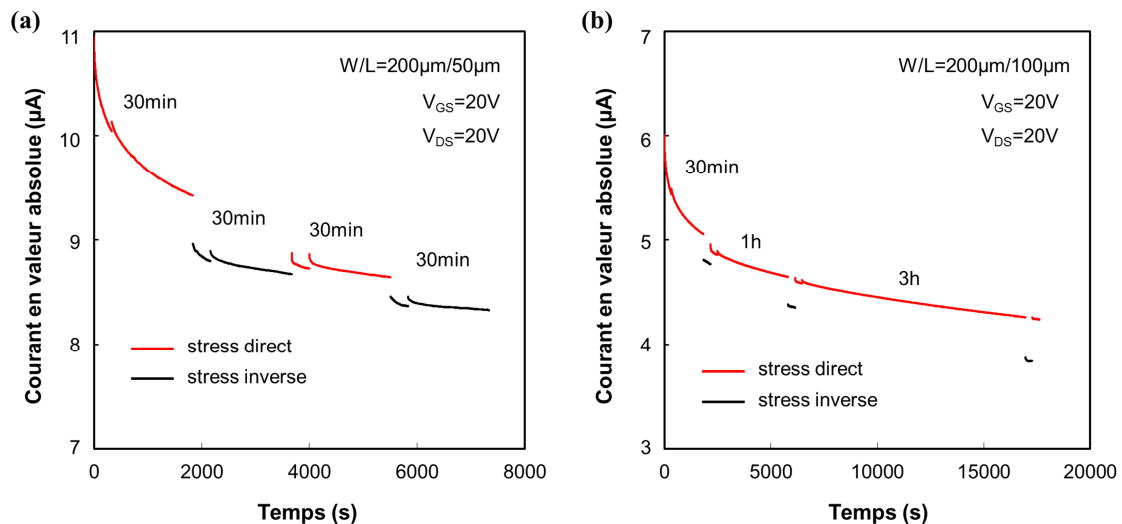 (a)
Courant en valeur absolue (µA)
11
10
9
8
7
W/L=200µm/50µm
VGS=20V
VDS=20V
30min
30min
30min
30min
stress direct
stress inverse
0
2000
4000
6000
8000
Temps (s)
(b)
Courant en valeur absolue (µA)
7
6
5
4
3
W/L=200µm/100µm
VGS=20V
VDS=20V
30min
1h
3h
stress direct
stress inverse
0
5000
10000
15000
20000
Temps (s)